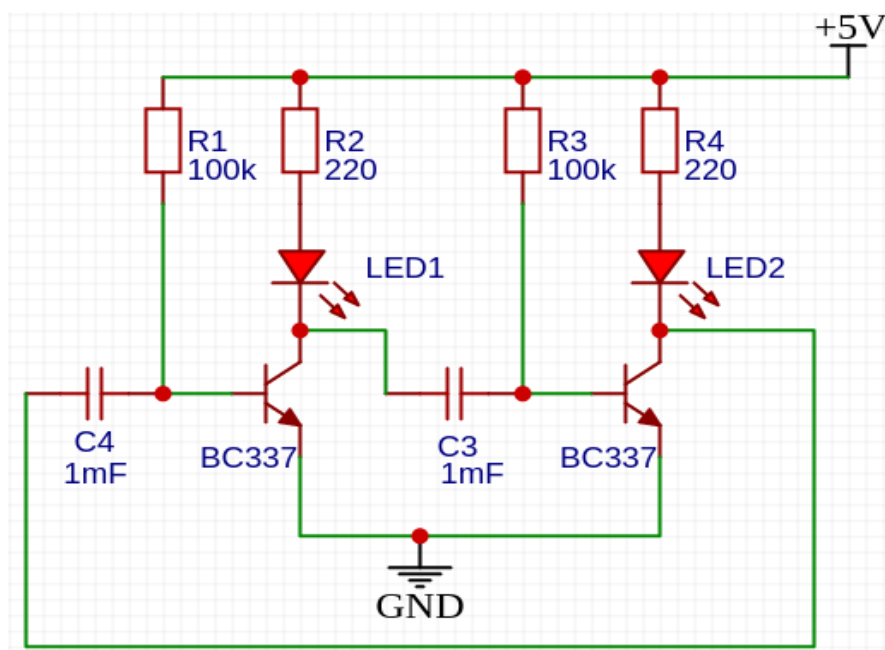 +5V
R1
100k
R2
220
R3
100k
R4
220
LED1
LED2
C4
1mF
BC337
C3
1mF
BC337
GND